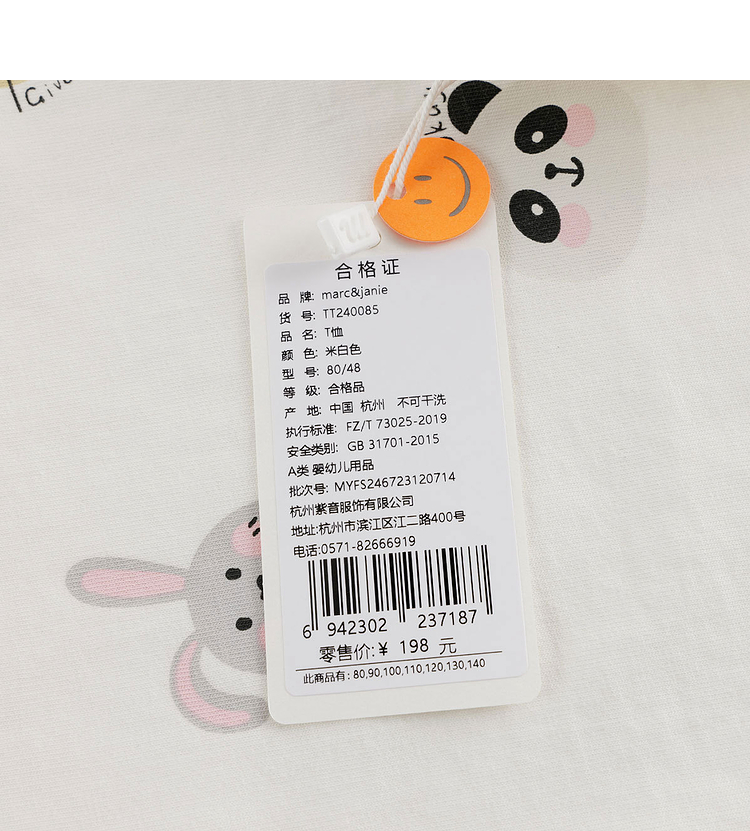 Give
合格证
品 牌: marc&janie
货 号: TT240085
品 名: T恤
颜 色: 米白色
型 号: 80/48
等 级: 合格品
产 地: 中国 杭州 不可干洗
执行标准: FZ/T 73025-2019
安全类别: GB 31701-2015
A类 婴幼儿用品
批次号: MYFS246723120714
杭州紫音服饰有限公司
地址:杭州市滨江区江二路400号
电话:0571-82666919
6 942302 237187
零售价:¥ 198 元
此商品有: 80,90,100,110,120,130,140